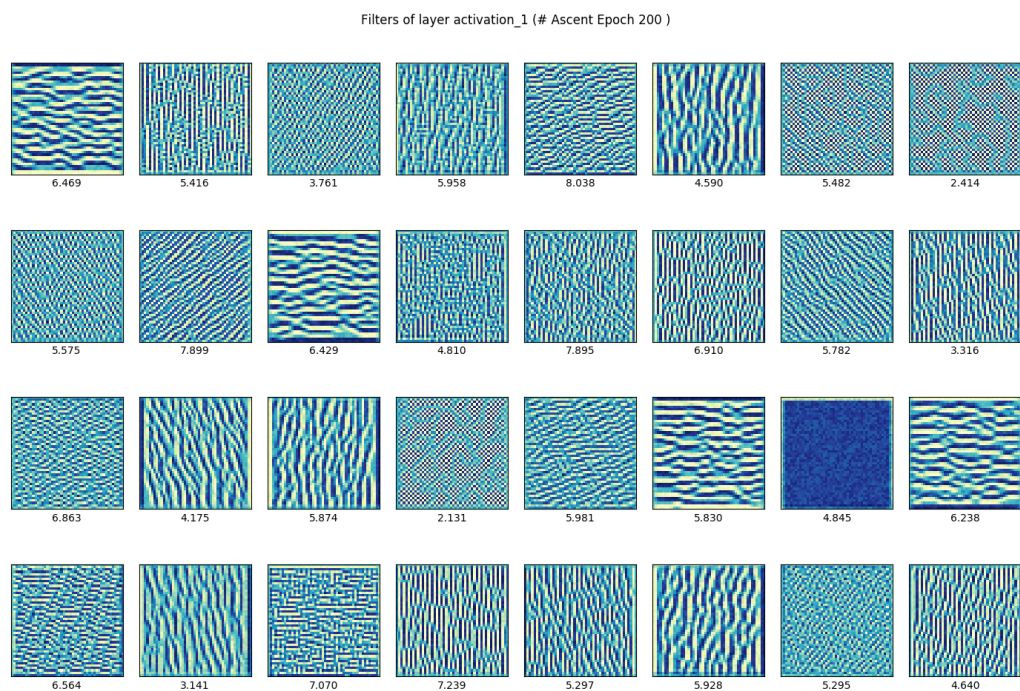 Filters of layer activation_1 (# Ascent Epoch 200 )
6.469 5.416 3.761 5.958 8.038 4.590 5.482 2.414
5.575 7.899 6.429 4.810 7.895 6.910 5.782 3.316
6.863 4.175 5.874 2.131 5.981 5.830 4.845 6.238
6.564 3.141 7.070 7.239 5.297 5.928 5.295 4.640